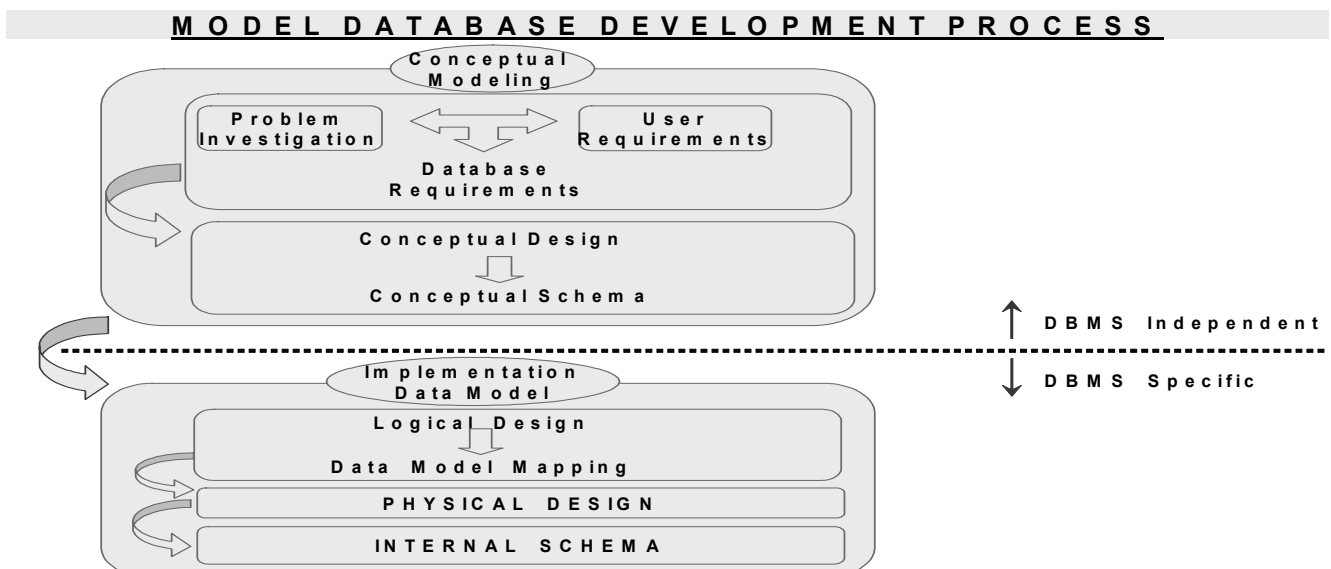 MODEL DATABASE DEVELOPMENT PROCESS
Conceptual
Modeling
Problem
Investigation
User
Requirements
Database
Requirements
Conceptual Design
Conceptual Schema
DBMS Independent
DBMS Specific
Implementation
Data Model
Logical Design
Data Model Mapping
PHYSICAL DESIGN
INTERNAL SCHEMA